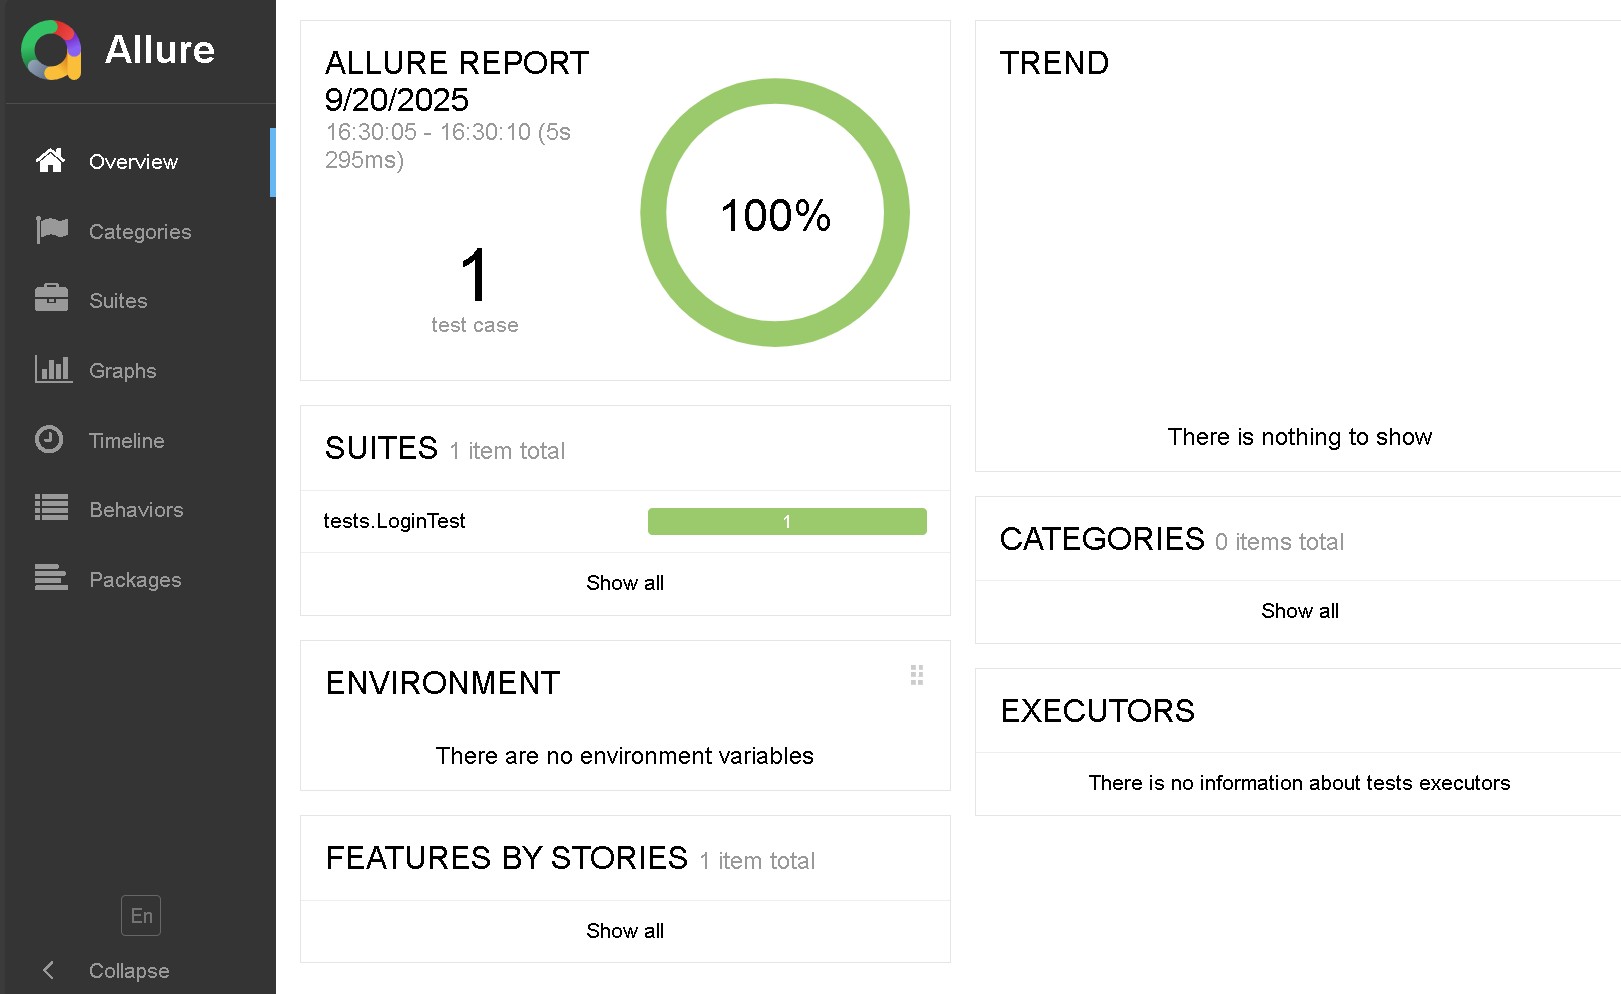 Allure
Overview
Categories
Suites
Graphs
Timeline
Behaviors
Packages
En
Collapse
ALLURE REPORT
9/20/2025
16:30:05 - 16:30:10 (5s
295ms)
1
test case
100%
SUITES 1 item total
tests.LoginTest 1
Show all
ENVIRONMENT
There are no environment variables
FEATURES BY STORIES 1 item total
Show all
TREND
There is nothing to show
CATEGORIES 0 items total
Show all
EXECUTORS
There is no information about tests executors